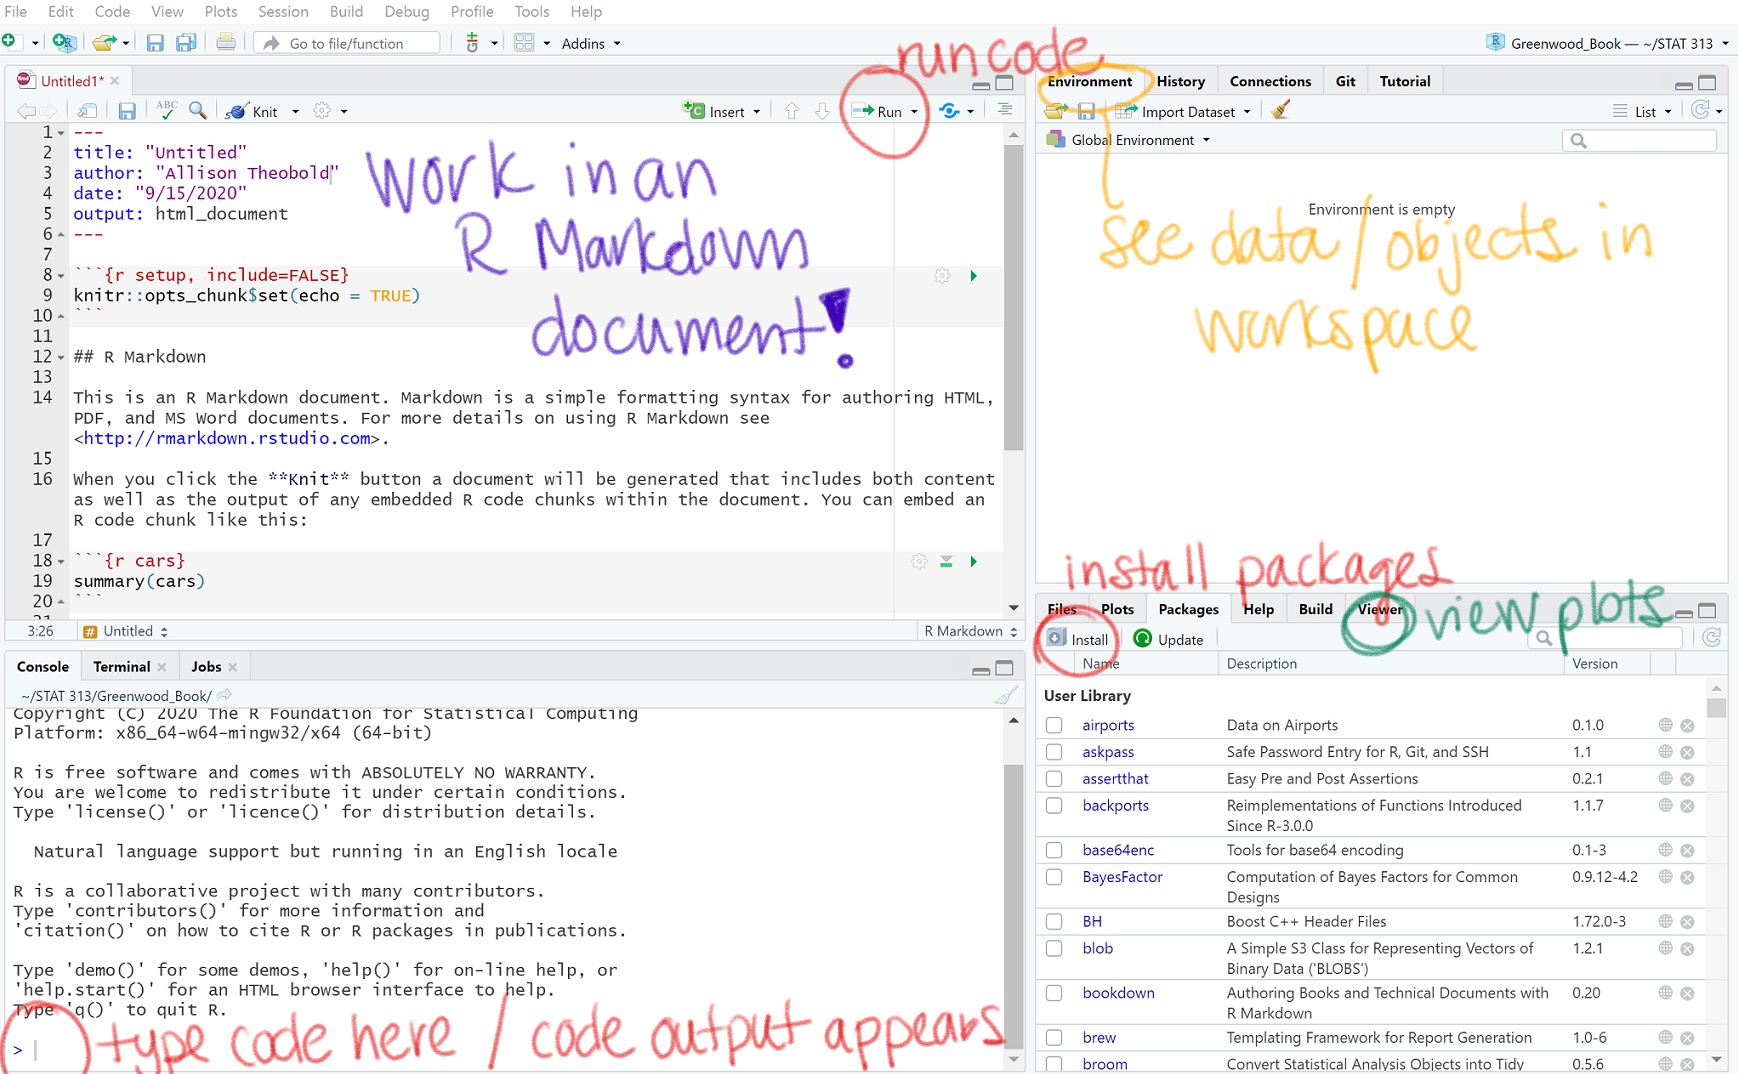 File Edit Code View Plots Session Build Debug Profile Tools Help
Go to file/function Addins Greenwood_Book — ~/STAT 313
run code
Untitled1*
ABC Knit Insert Run
1 ---
2 title: "Untitled"
3 author: "Allison Theobold"
4 date: "9/15/2020"
5 output: html_document
6 ---
7
8 ```{r setup, include=FALSE}
9 knitr::opts_chunk$set(echo = TRUE)
10 ```
11
12 ## R Markdown
13
14 This is an R Markdown document. Markdown is a simple formatting syntax for authoring HTML,
PDF, and MS Word documents. For more details on using R Markdown see
<http://rmarkdown.rstudio.com>.
15
16 When you click the **Knit** button a document will be generated that includes both content
as well as the output of any embedded R code chunks within the document. You can embed an
R code chunk like this:
17
18 ```{r cars}
19 summary(cars)
20 ```
work in an
R Markdown
document!
3:26 # Untitled R Markdown
Console Terminal Jobs
~/STAT 313/Greenwood_Book/
Copyright (C) 2020 The R Foundation for Statistical Computing
Platform: x86_64-w64-mingw32/x64 (64-bit)
R is free software and comes with ABSOLUTELY NO WARRANTY.
You are welcome to redistribute it under certain conditions.
Type 'license()' or 'licence()' for distribution details.
Natural language support but running in an English locale
R is a collaborative project with many contributors.
Type 'contributors()' for more information and
'citation()' on how to cite R or R packages in publications.
Type 'demo()' for some demos, 'help()' for on-line help, or
'help.start()' for an HTML browser interface to help.
Type 'q()' to quit R.
>
type code here / code output appears
Environment History Connections Git Tutorial
Import Dataset List
Global Environment
Environment is empty
see data / objects in
workspace
install packages
view plots
Files Plots Packages Help Build Viewer
Install Update
Name Description Version
User Library
airports Data on Airports 0.1.0
askpass Safe Password Entry for R, Git, and SSH 1.1
assertthat Easy Pre and Post Assertions 0.2.1
backports Reimplementations of Functions Introduced 1.1.7
Since R-3.0.0
base64enc Tools for base64 encoding 0.1-3
BayesFactor Computation of Bayes Factors for Common 0.9.12-4.2
Designs
BH Boost C++ Header Files 1.72.0-3
blob A Simple S3 Class for Representing Vectors of 1.2.1
Binary Data ('BLOBS')
bookdown Authoring Books and Technical Documents with 0.20
R Markdown
brew Templating Framework for Report Generation 1.0-6
broom Convert Statistical Analysis Objects into Tidy 0.5.6